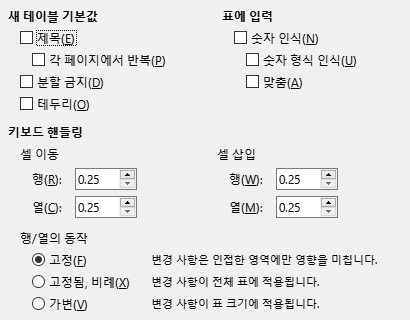 새 테이블 기본값 표에 입력
제목(E) 숫자 인식(N)
각 페이지에서 반복(P) 숫자 형식 인식(U)
분할 금지(D) 맞춤(A)
테두리(O)
키보드 핸들링
셀 이동 셀 삽입
행(R): 0.25 행(W): 0.25
열(C): 0.25 열(M): 0.25
행/열의 동작
고정(F) 변경 사항은 인접한 영역에만 영향을 미칩니다.
고정됨, 비례(X) 변경 사항이 전체 표에 적용됩니다.
가변(V) 변경 사항이 표 크기에 적용됩니다.